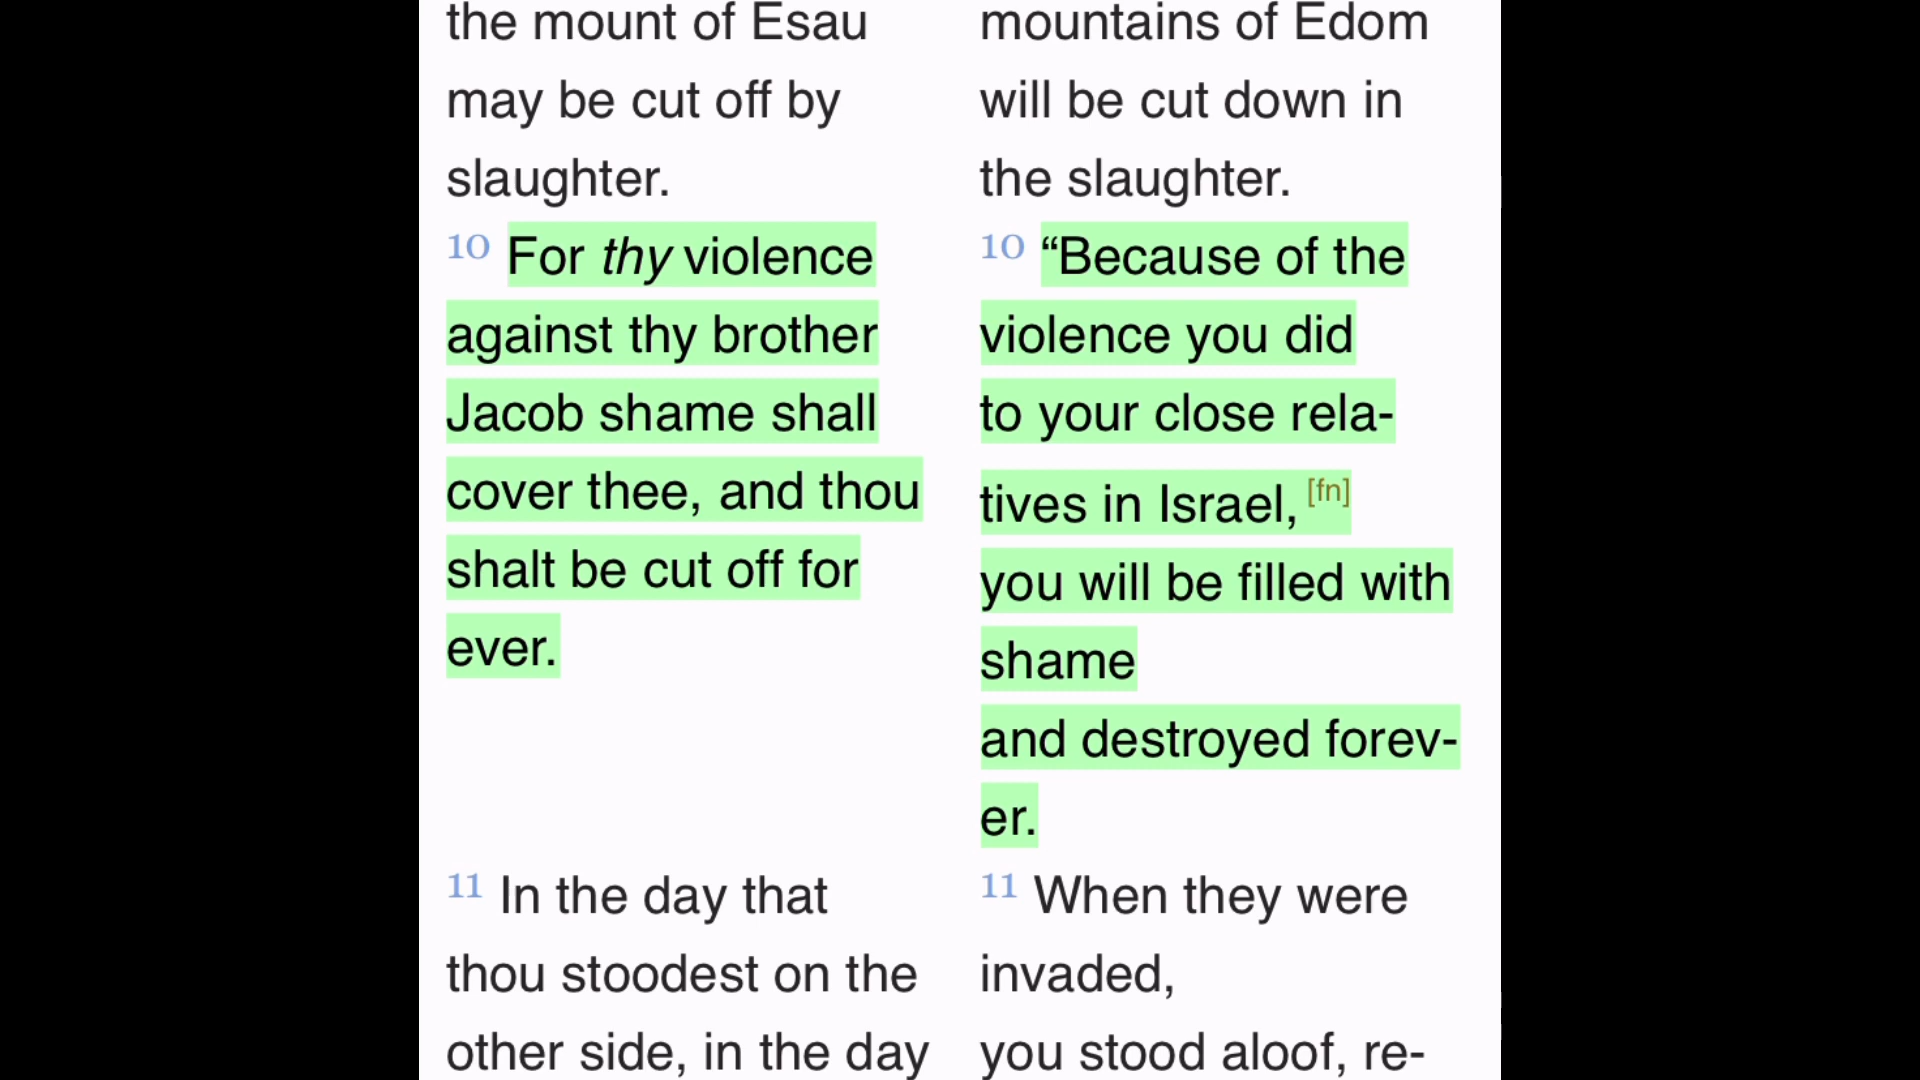 the mount of Esau
may be cut off by
slaughter.
10 For thy violence
against thy brother
Jacob shame shall
cover thee, and thou
shalt be cut off for
ever.
11 In the day that
thou stoodest on the
other side, in the day
mountains of Edom
will be cut down in
the slaughter.
10 “Because of the
violence you did
to your close rela-
tives in Israel, [fn]
you will be filled with
shame
and destroyed forev-
er.
11 When they were
invaded,
you stood aloof, re-